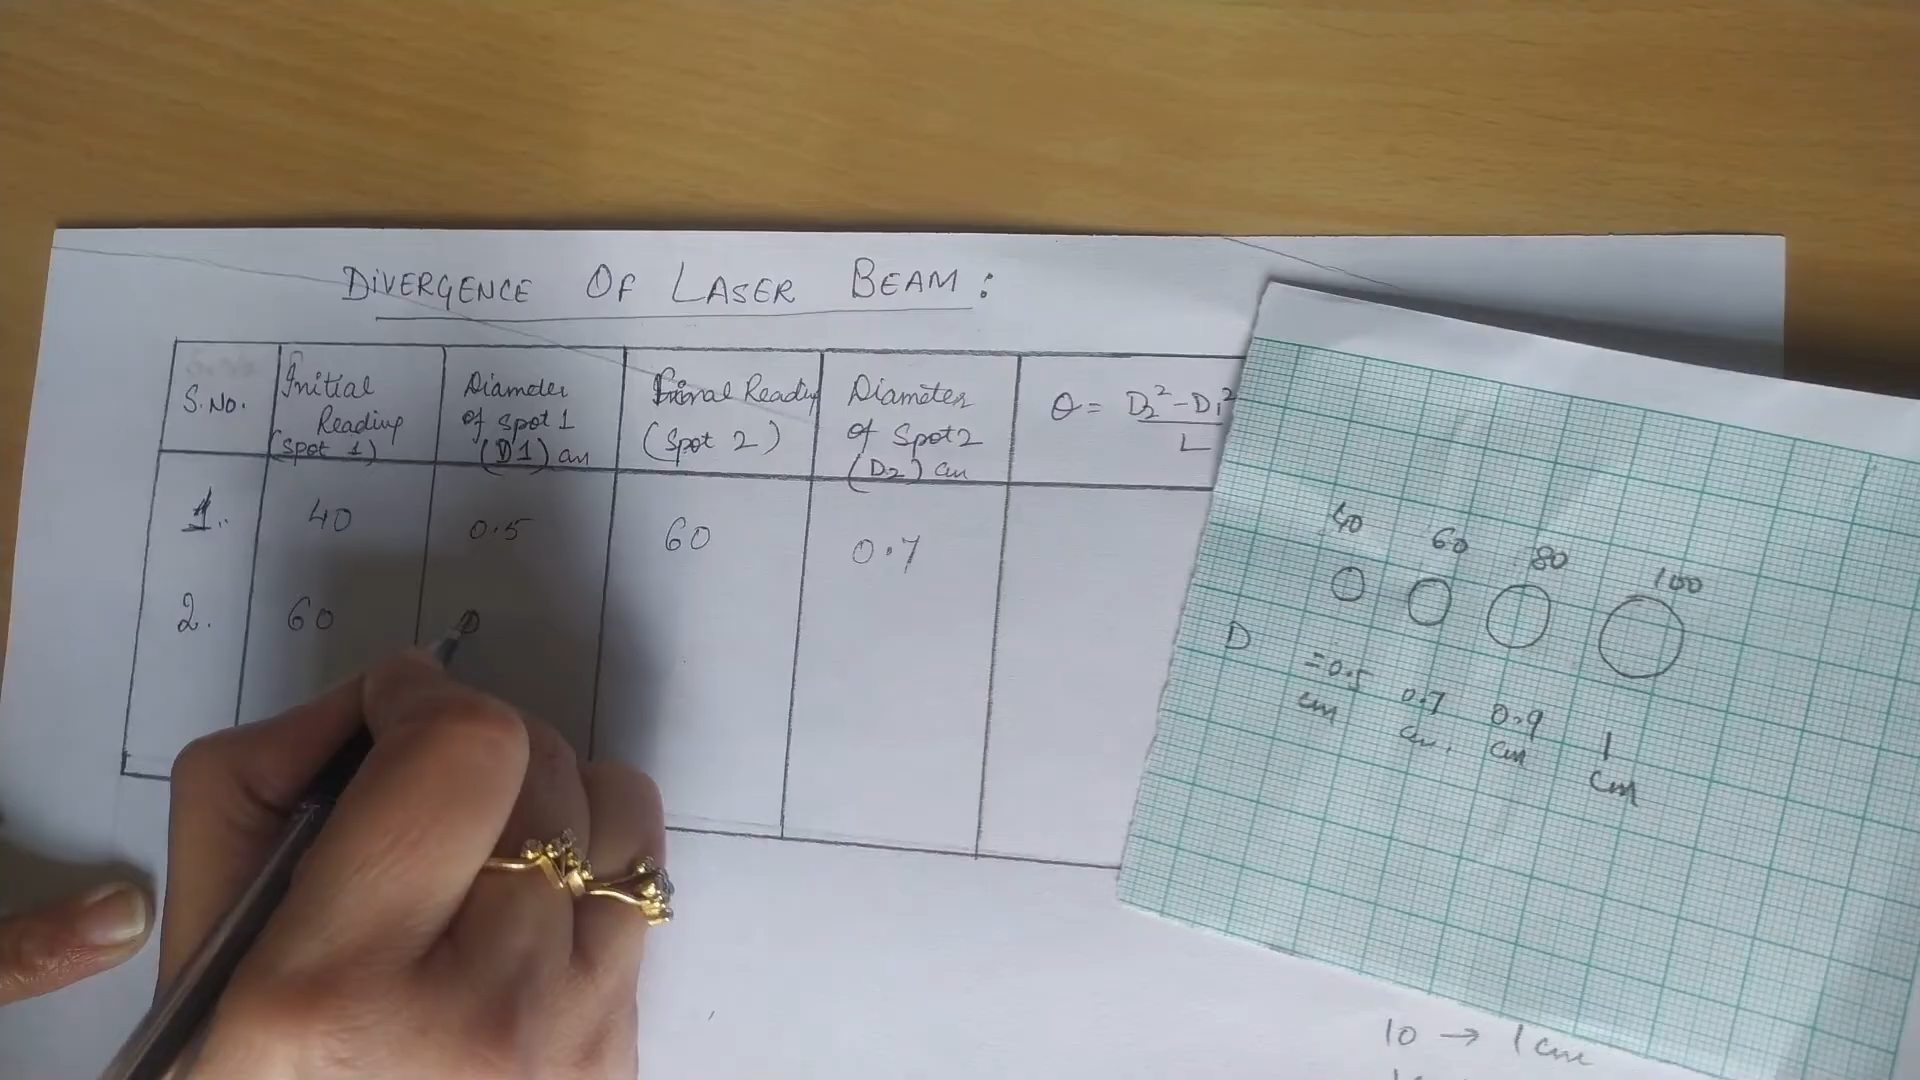 DIVERGENCE OF LASER BEAM:
S.No.
Initial
Reading
(Spot 1)
Diameter
of Spot 1
(D1) cm
Final Reading
(Spot 2)
Diameter
of Spot 2
(D2) cm
θ = D2² - D1²
L
1. 40 0.5 60 0.7
2. 60 0
40 60 80 100
D = 0.5 0.7 0.9 1
cm cm. cm cm
10 → 1 cm